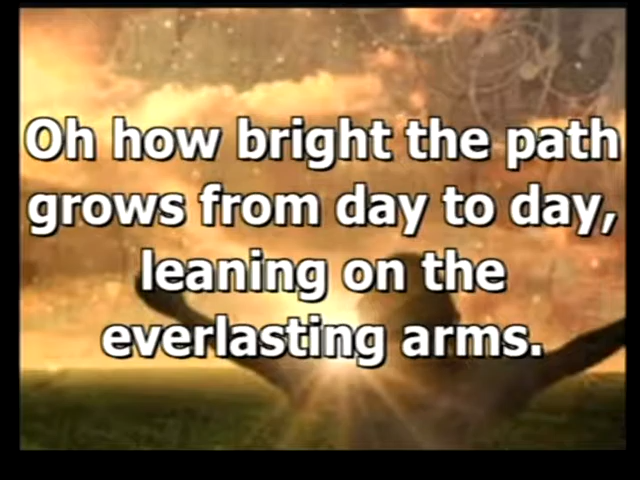 Oh how bright the path
grows from day to day,
leaning on the
everlasting arms.